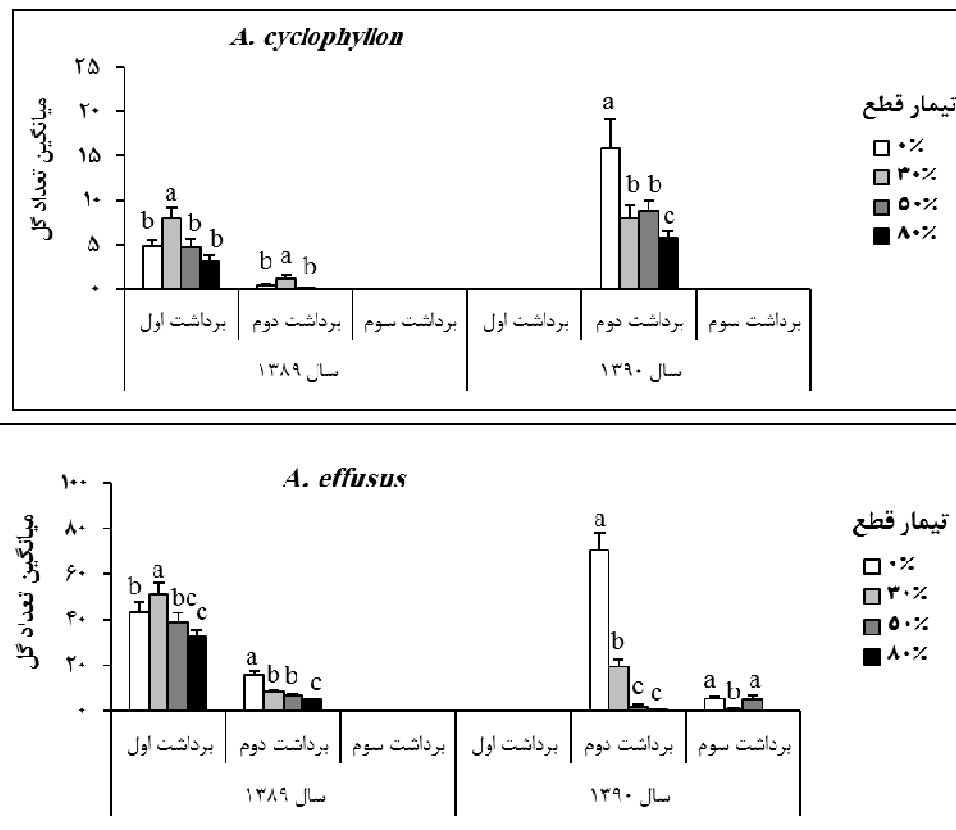 A. cyclophyllon
میانگین تعداد گل
۲۵
۲۰
۱۵
۱۰
۵
۰
b a b b
b a b
a b b c
برداشت اول برداشت دوم برداشت سوم برداشت اول برداشت دوم برداشت سوم
سال ۱۳۸۹ سال ۱۳۹۰
تیمار قطع
۰%
۳۰%
۵۰%
۸۰%
A. effusus
میانگین تعداد گل
۱۰۰
۸۰
۶۰
۴۰
۲۰
۰
b a bc c
a b b c
a b c c
a b a
برداشت اول برداشت دوم برداشت سوم برداشت اول برداشت دوم برداشت سوم
سال ۱۳۸۹ سال ۱۳۹۰
تیمار قطع
۰%
۳۰%
۵۰%
۸۰%